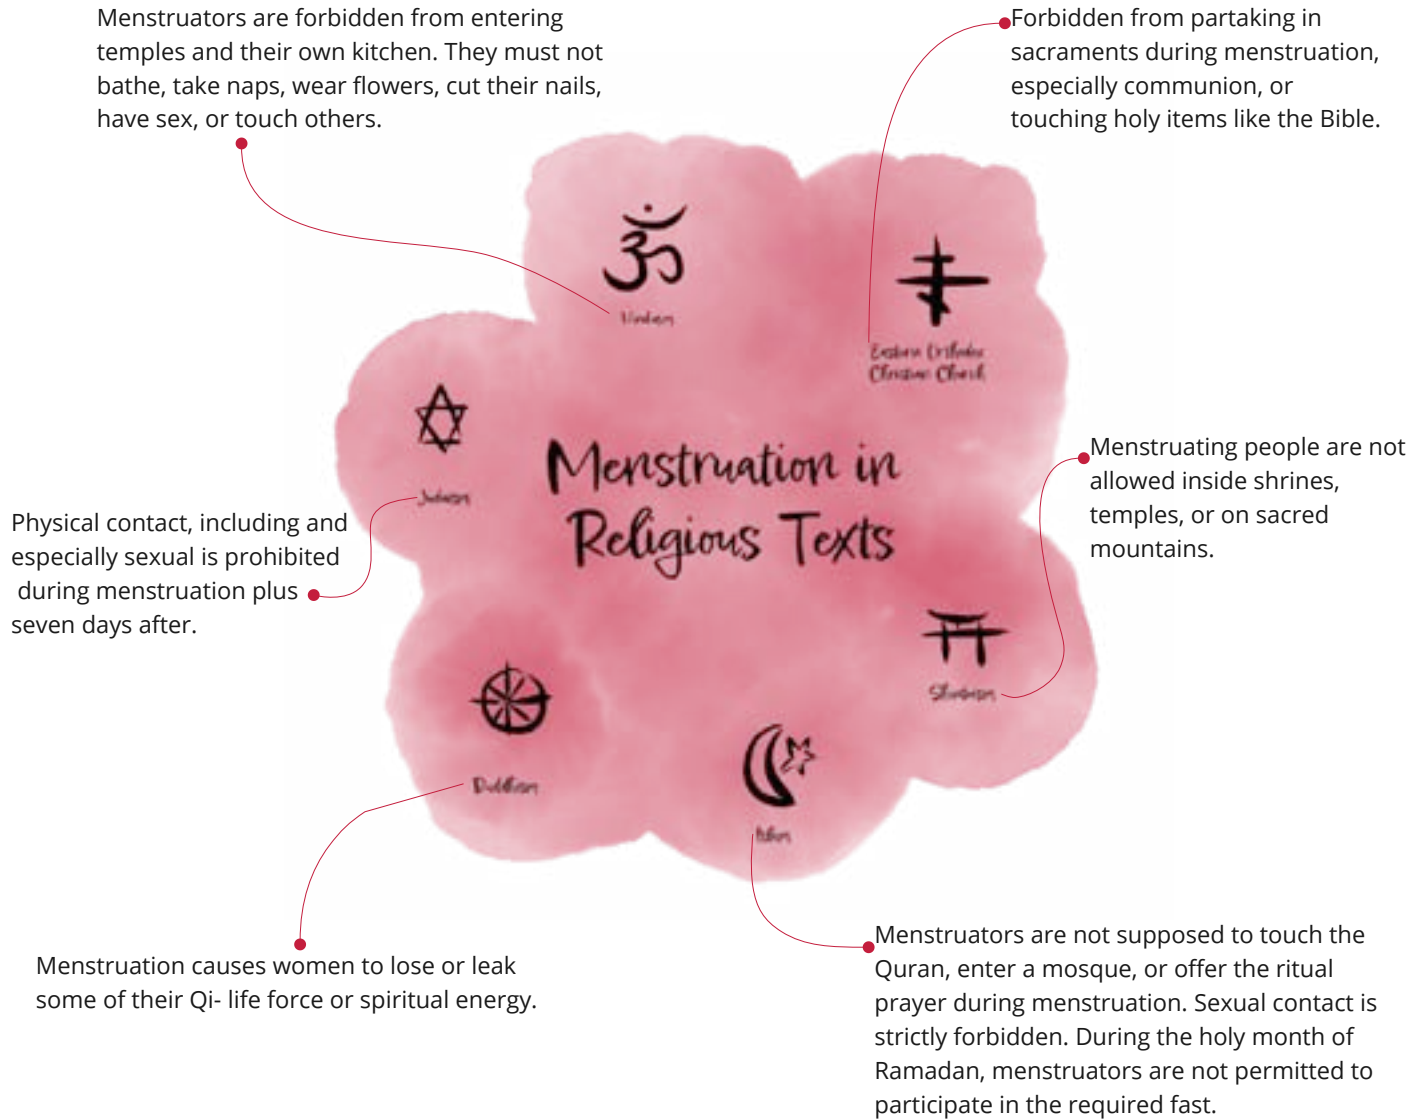 Menstruators are forbidden from entering
temples and their own kitchen. They must not
bathe, take naps, wear flowers, cut their nails,
have sex, or touch others.
Forbidden from partaking in
sacraments during menstruation,
especially communion, or
touching holy items like the Bible.
Eastern Orthodox
Christian Church
Judaism
Menstruation in
Religious Texts
Menstruating people are not
allowed inside shrines,
temples, or on sacred
mountains.
Physical contact, including and
especially sexual is prohibited
during menstruation plus
seven days after.
Shintoism
Buddhism
Islam
Menstruation causes women to lose or leak
some of their Qi- life force or spiritual energy.
Menstruators are not supposed to touch the
Quran, enter a mosque, or offer the ritual
prayer during menstruation. Sexual contact is
strictly forbidden. During the holy month of
Ramadan, menstruators are not permitted to
participate in the required fast.